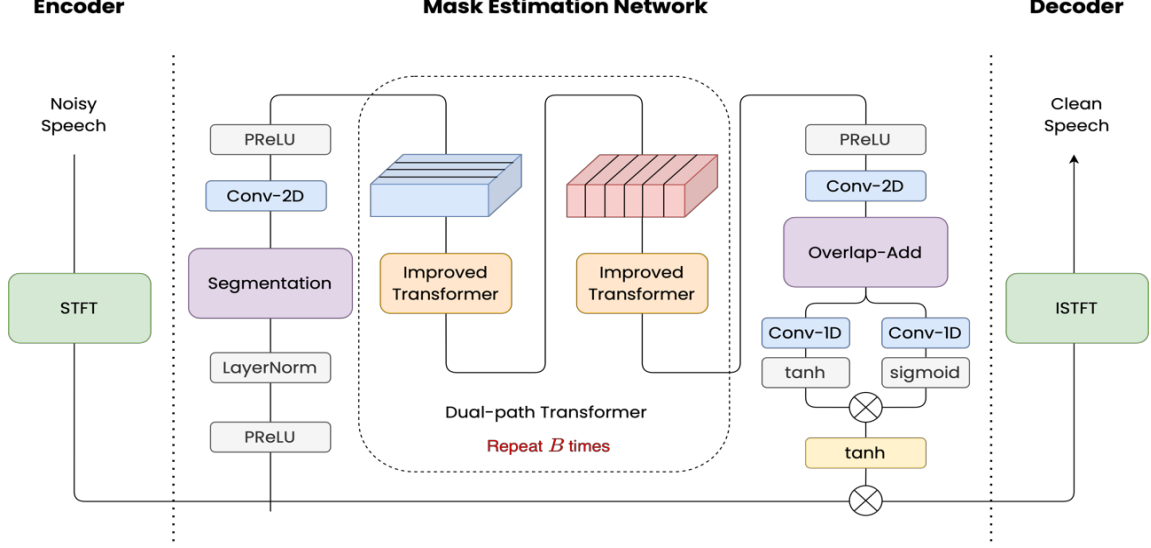 Encoder
Mask Estimation Network
Decoder
Noisy
Speech
STFT
PReLU
Conv-2D
Segmentation
LayerNorm
PReLU
Improved
Transformer
Improved
Transformer
Dual-path Transformer
Repeat B times
PReLU
Conv-2D
Overlap-Add
Conv-1D
Conv-1D
tanh
sigmoid
tanh
Clean
Speech
ISTFT